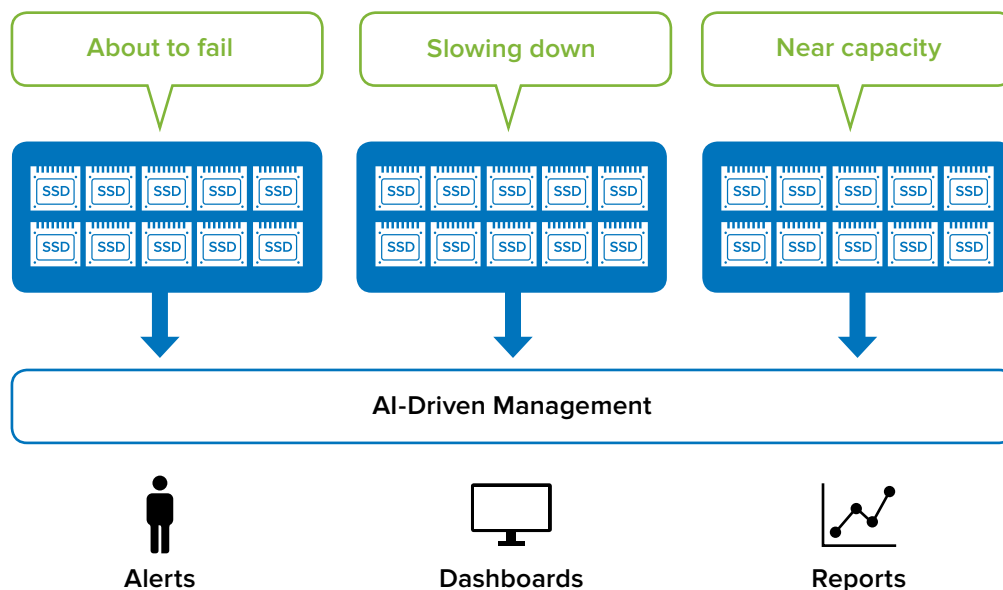 About to fail
Slowing down
Near capacity
SSD SSD SSD SSD SSD
SSD SSD SSD SSD SSD
SSD SSD SSD SSD SSD
SSD SSD SSD SSD SSD
SSD SSD SSD SSD SSD
SSD SSD SSD SSD SSD
AI-Driven Management
Alerts
Dashboards
Reports